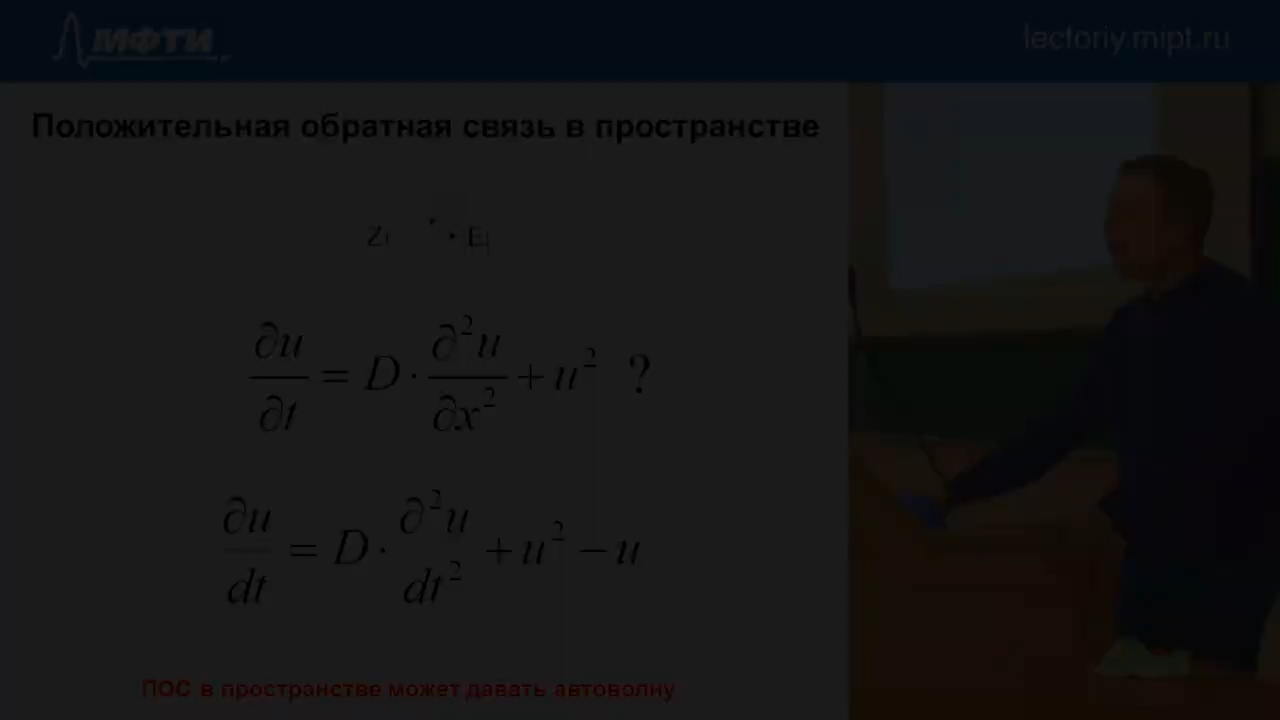 МФТИ
lectoriy.mipt.ru
Положительная обратная связь в пространстве
∂u/∂t = D · ∂²u/∂x² + u² ?
∂u/dt = D · ∂²u/dt² + u² − u
ПОС в пространстве может давать автоволну